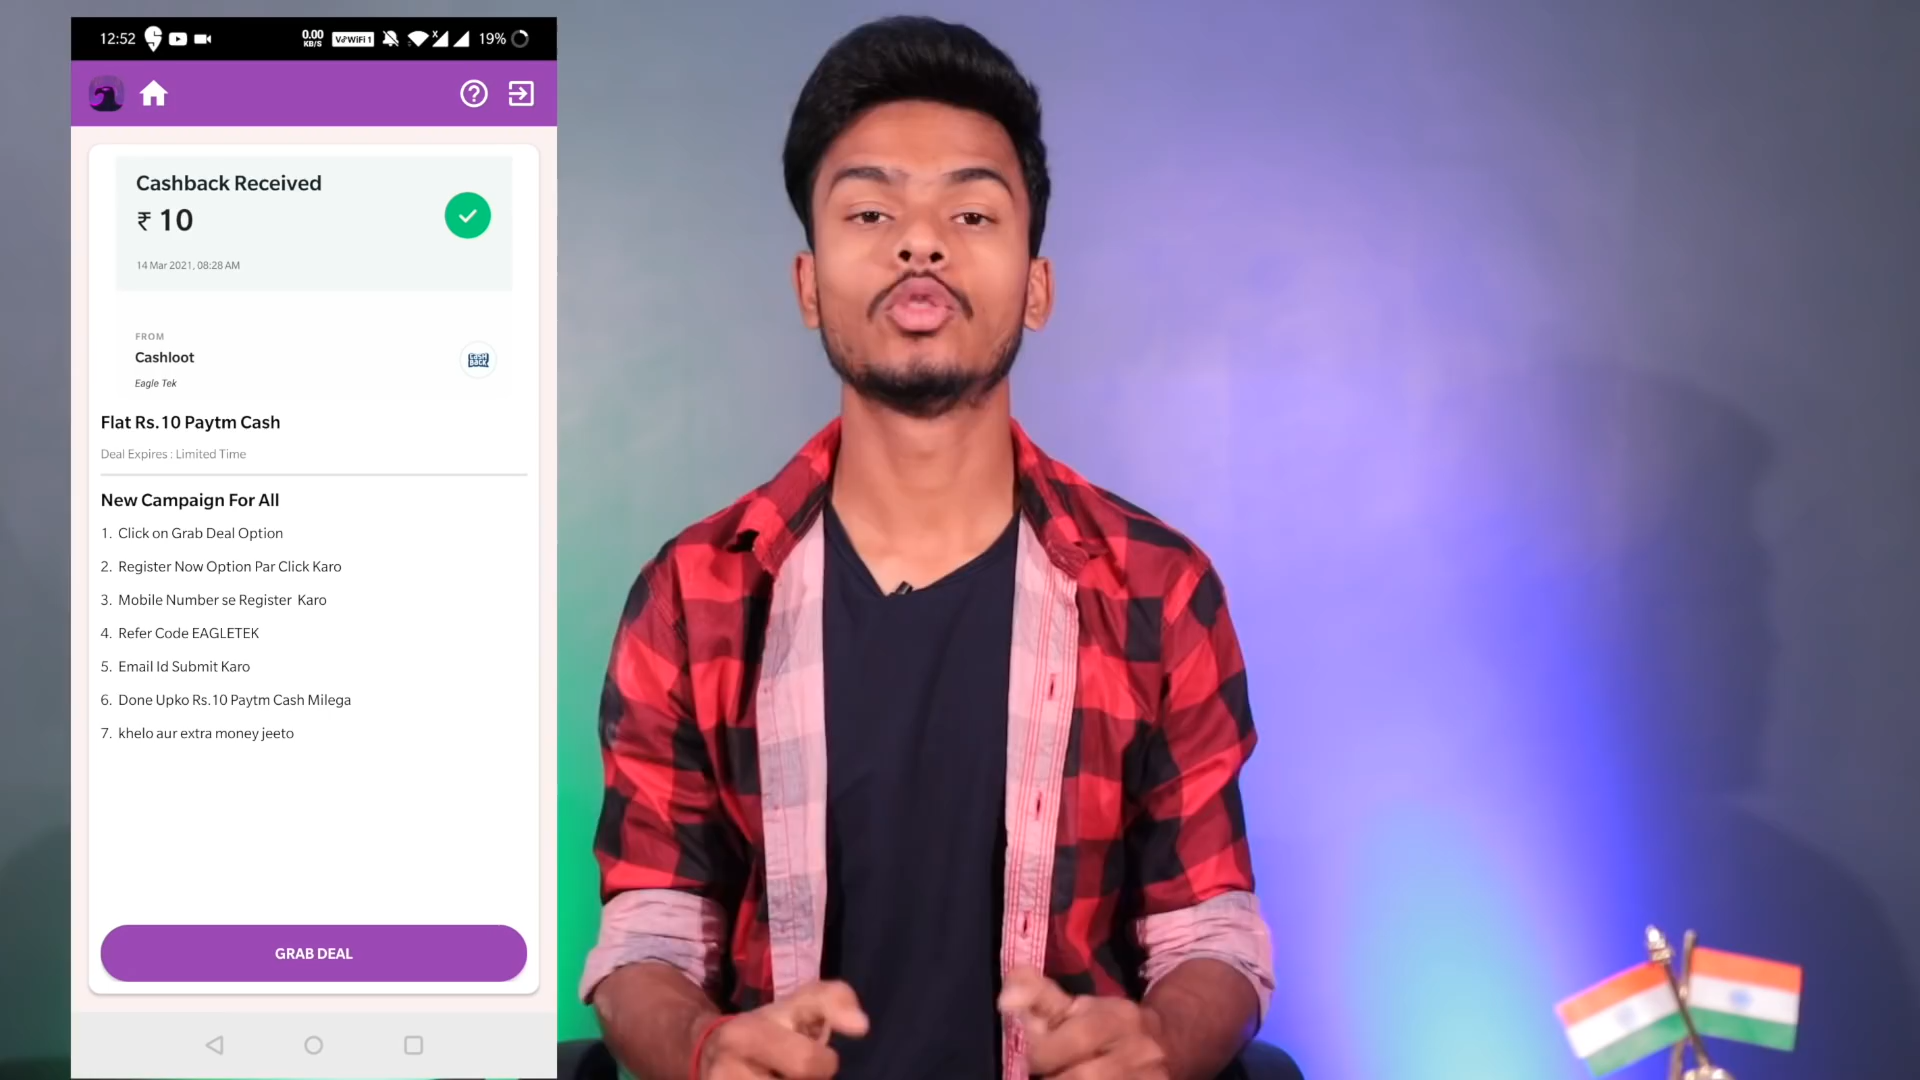 12:52
0.00
KB/S
VoWiFi 1
19%
Cashback Received
₹ 10
14 Mar 2021, 08:28 AM
FROM
Cashloot
CASH
BACK
Eagle Tek
Flat Rs.10 Paytm Cash
Deal Expires : Limited Time
New Campaign For All
1. Click on Grab Deal Option
2. Register Now Option Par Click Karo
3. Mobile Number se Register Karo
4. Refer Code EAGLETEK
5. Email Id Submit Karo
6. Done Upko Rs.10 Paytm Cash Milega
7. khelo aur extra money jeeto
GRAB DEAL